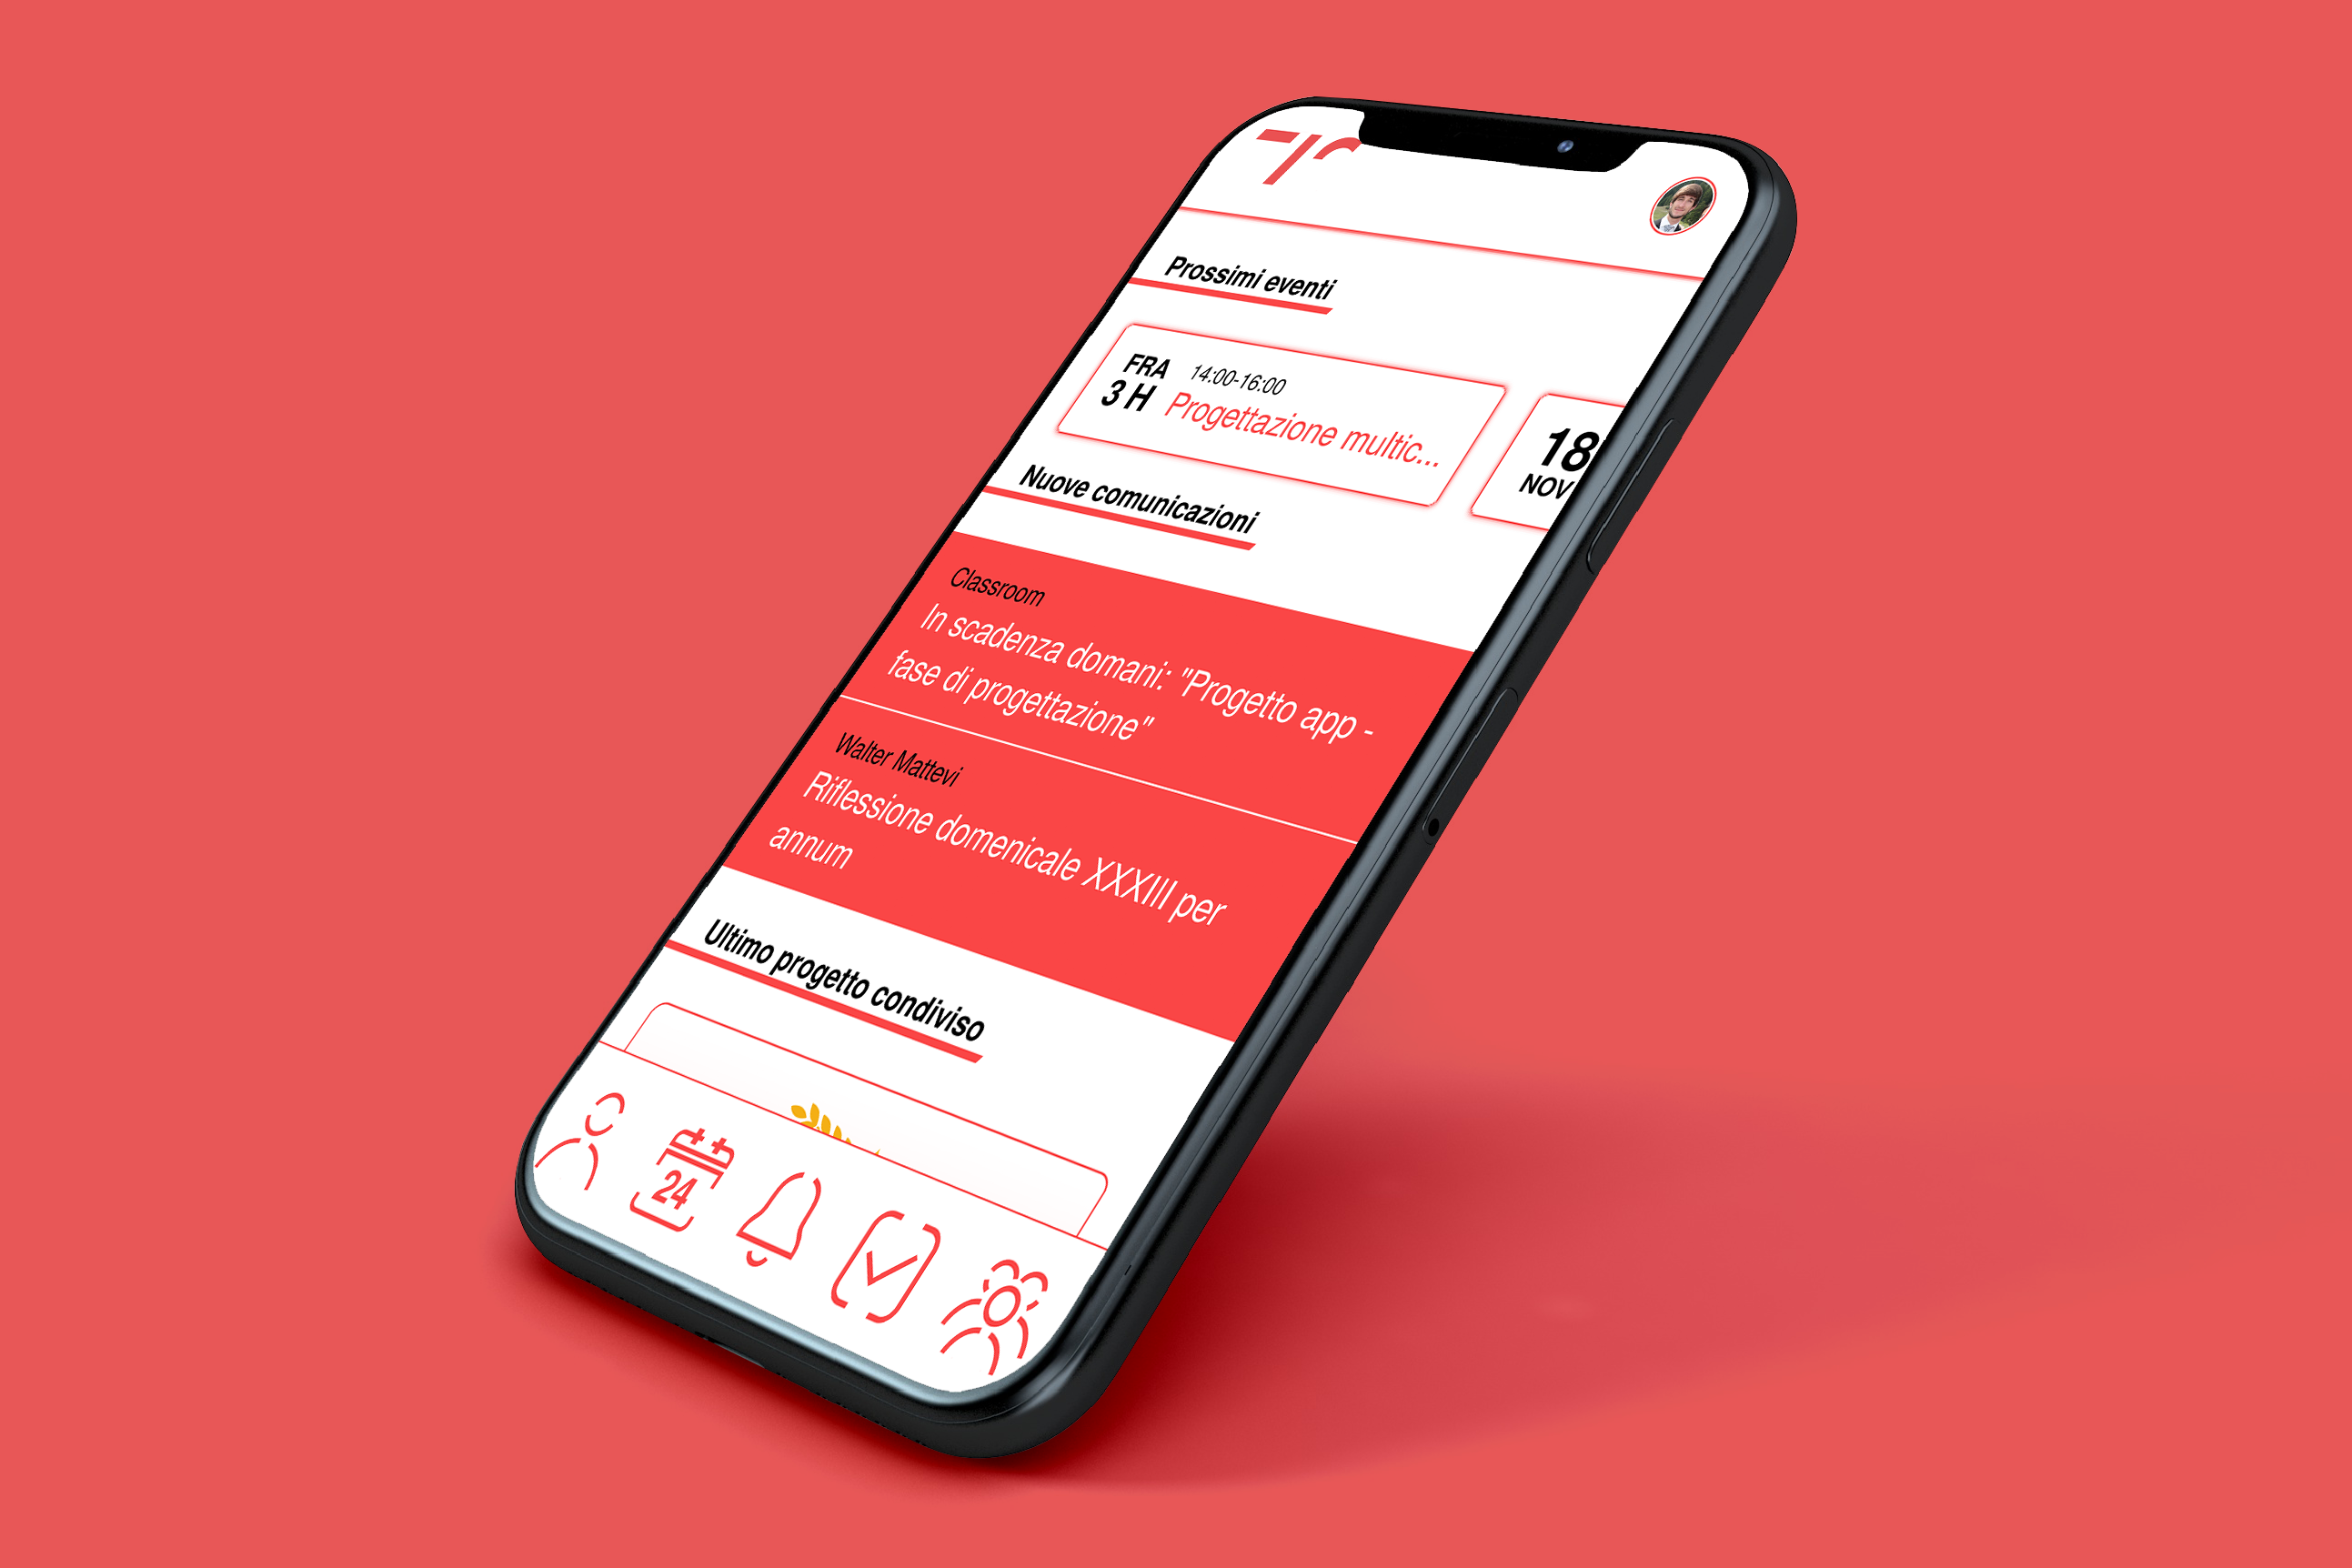 Prossimi eventi
FRA
3 H
14:00-16:00
Progettazione multic...
18
NOV
Nuove comunicazioni
Classroom
In scadenza domani: "Progetto app -
fase di progettazione"
Walter Mattevi
Riflessione domenicale XXXIII per
annum
Ultimo progetto condiviso
24